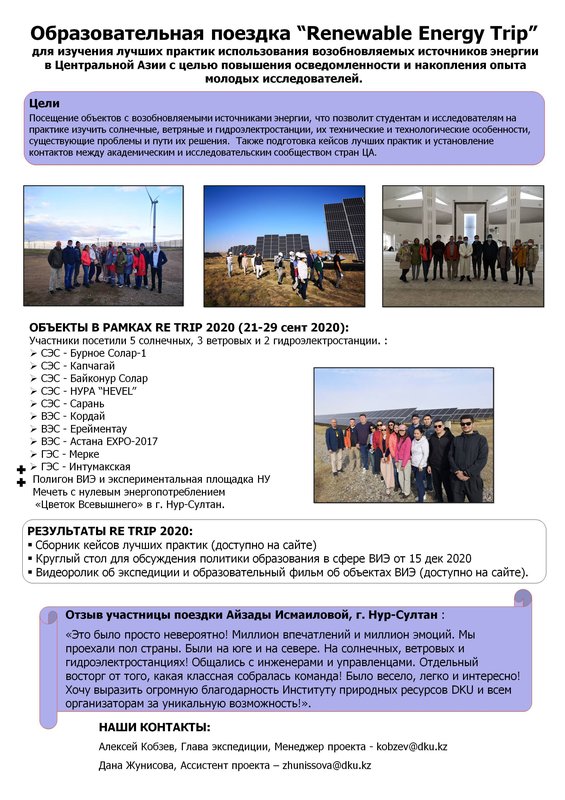 Образовательная поездка “Renewable Energy Trip”
для изучения лучших практик использования возобновляемых источников энергии
в Центральной Азии с целью повышения осведомленности и накопления опыта
молодых исследователей.
Цели
Посещение объектов с возобновляемыми источниками энергии, что позволит студентам и исследователям на
практике изучить солнечные, ветряные и гидроэлектростанции, их технические и технологические особенности,
существующие проблемы и пути их решения. Также подготовка кейсов лучших практик и установление
контактов между академическим и исследовательским сообществом стран ЦА.
ОБЪЕКТЫ В РАМКАХ RE TRIP 2020 (21-29 сент 2020):
Участники посетили 5 солнечных, 3 ветровых и 2 гидроэлектростанции. :
➢ СЭС - Бурное Солар-1
➢ СЭС - Капчагай
➢ СЭС - Байконур Солар
➢ СЭС - НУРА “HEVEL”
➢ СЭС - Сарань
➢ ВЭС - Кордай
➢ ВЭС - Ерейментау
➢ ВЭС - Астана EXPO-2017
➢ ГЭС - Мерке
➢ ГЭС - Интумакская
✚ Полигон ВИЭ и экспериментальная площадка НУ
✚ Мечеть с нулевым энергопотреблением
«Цветок Всевышнего» в г. Нур-Султан.
РЕЗУЛЬТАТЫ RE TRIP 2020:
▪ Сборник кейсов лучших практик (доступно на сайте)
▪ Круглый стол для обсуждения политики образования в сфере ВИЭ от 15 дек 2020
▪ Видеоролик об экспедиции и образовательный фильм об объектах ВИЭ (доступно на сайте).
Отзыв участницы поездки Айзады Исмаиловой, г. Нур-Султан :
«Это было просто невероятно! Миллион впечатлений и миллион эмоций. Мы
проехали пол страны. Были на юге и на севере. На солнечных, ветровых и
гидроэлектростанциях! Общались с инженерами и управленцами. Отдельный
восторг от того, какая классная собралась команда! Было весело, легко и интересно!
Хочу выразить огромную благодарность Институту природных ресурсов DKU и всем
организаторам за уникальную возможность!».
НАШИ КОНТАКТЫ:
Алексей Кобзев, Глава экспедиции, Менеджер проекта - kobzev@dku.kz
Дана Жунисова, Ассистент проекта – zhunissova@dku.kz